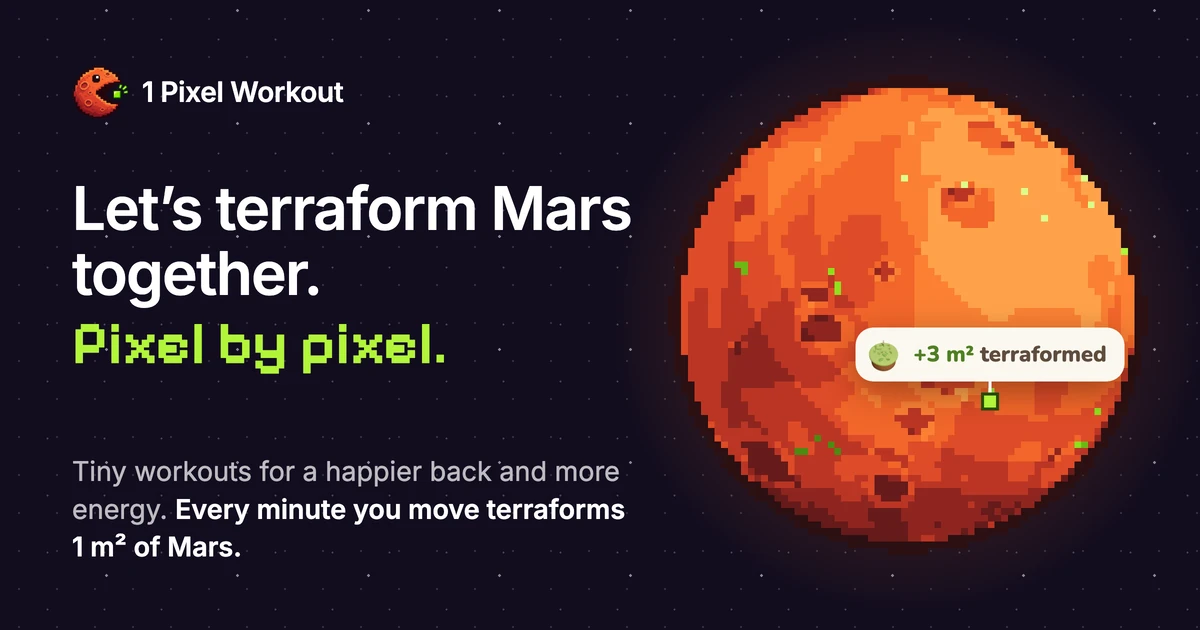 1 Pixel Workout
Let’s terraform Mars
together.
Pixel by pixel.
+3 m² terraformed
Tiny workouts for a happier back and more
energy. Every minute you move terraforms
1 m² of Mars.